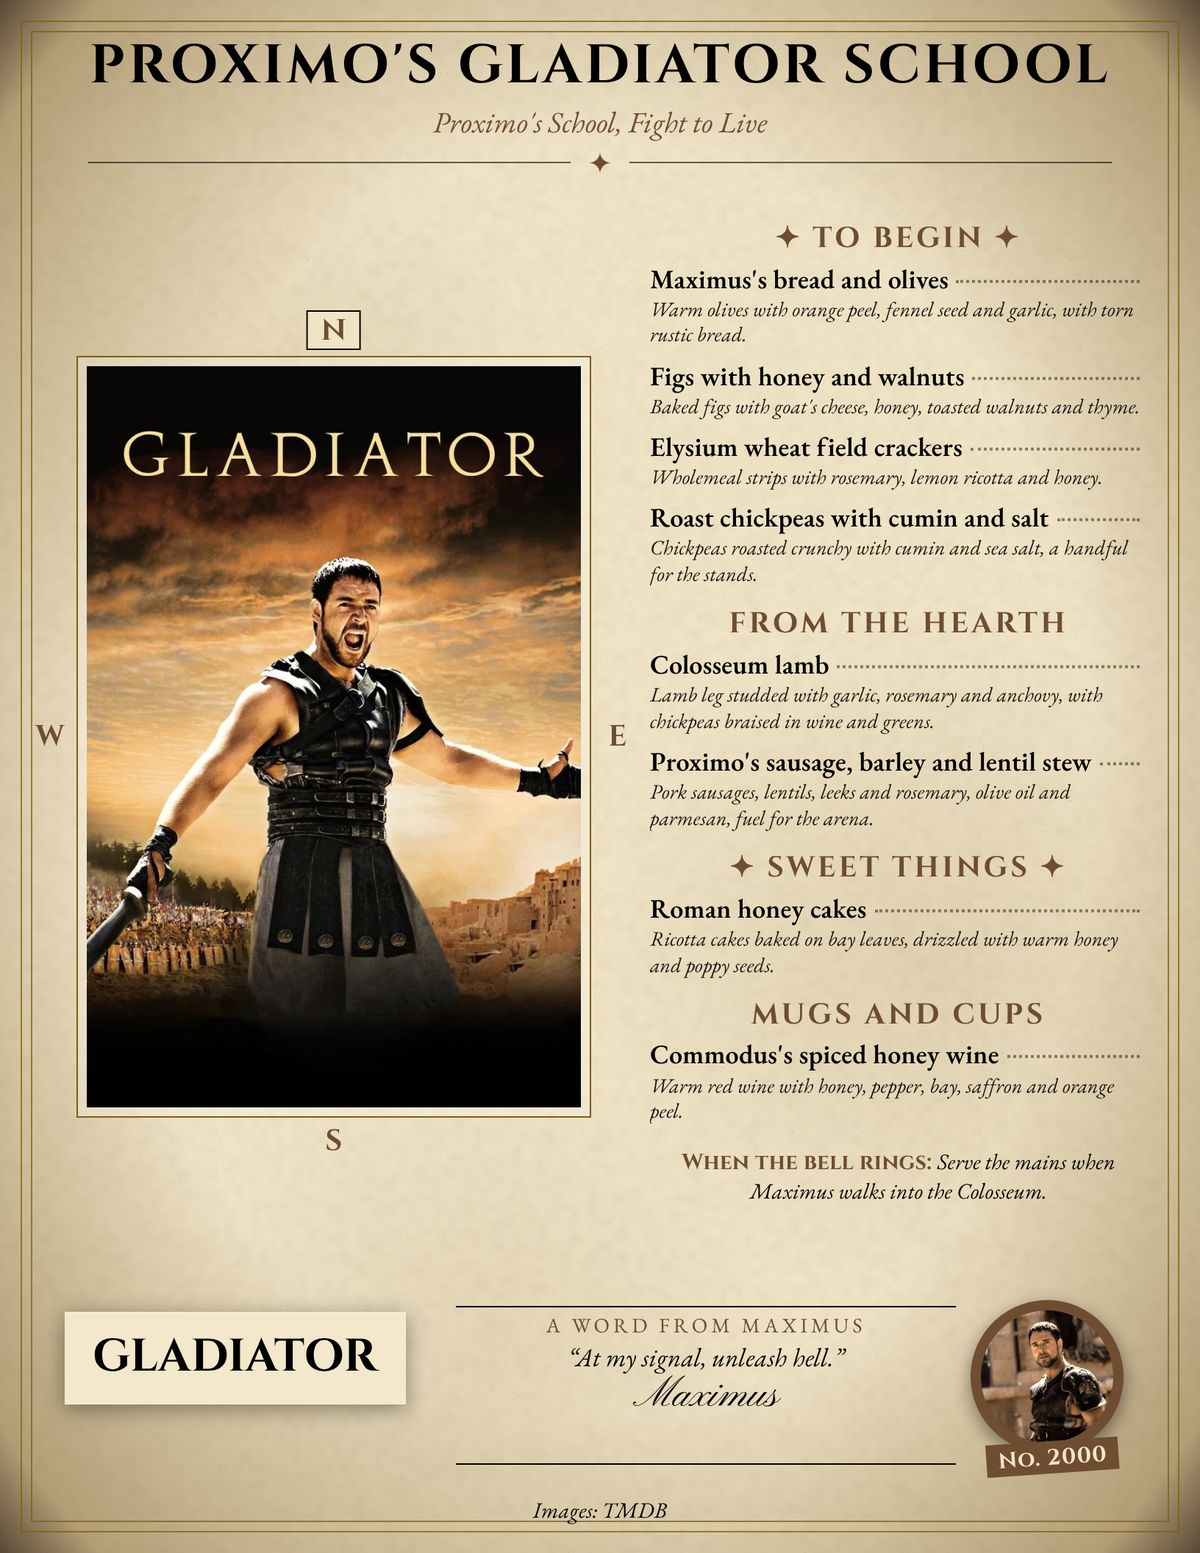 PROXIMO'S GLADIATOR SCHOOL
Proximo's School, Fight to Live
N
GLADIATOR
W
E
S
TO BEGIN
Maximus's bread and olives
Warm olives with orange peel, fennel seed and garlic, with torn
rustic bread.
Figs with honey and walnuts
Baked figs with goat's cheese, honey, toasted walnuts and thyme.
Elysium wheat field crackers
Wholemeal strips with rosemary, lemon ricotta and honey.
Roast chickpeas with cumin and salt
Chickpeas roasted crunchy with cumin and sea salt, a handful
for the stands.
FROM THE HEARTH
Colosseum lamb
Lamb leg studded with garlic, rosemary and anchovy, with
chickpeas braised in wine and greens.
Proximo's sausage, barley and lentil stew
Pork sausages, lentils, leeks and rosemary, olive oil and
parmesan, fuel for the arena.
SWEET THINGS
Roman honey cakes
Ricotta cakes baked on bay leaves, drizzled with warm honey
and poppy seeds.
MUGS AND CUPS
Commodus's spiced honey wine
Warm red wine with honey, pepper, bay, saffron and orange
peel.
WHEN THE BELL RINGS: Serve the mains when
Maximus walks into the Colosseum.
GLADIATOR
A WORD FROM MAXIMUS
“At my signal, unleash hell.”
Maximus
NO. 2000
Images: TMDB